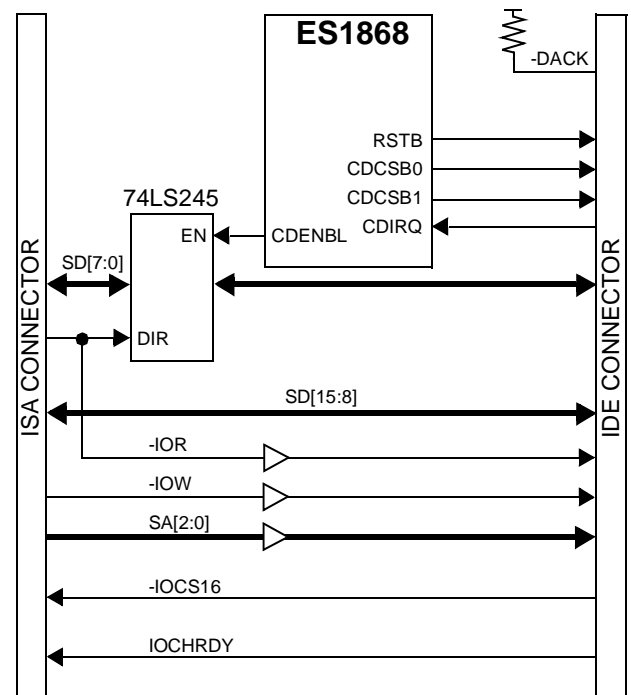 ES1868
-DACK
RSTB
CDCSB0
CDCSB1
CDIRQ
CDENBL
74LS245
EN
DIR
SD[7:0]
ISA CONNECTOR
IDE CONNECTOR
SD[15:8]
-IOR
-IOW
SA[2:0]
-IOCS16
IOCHRDY